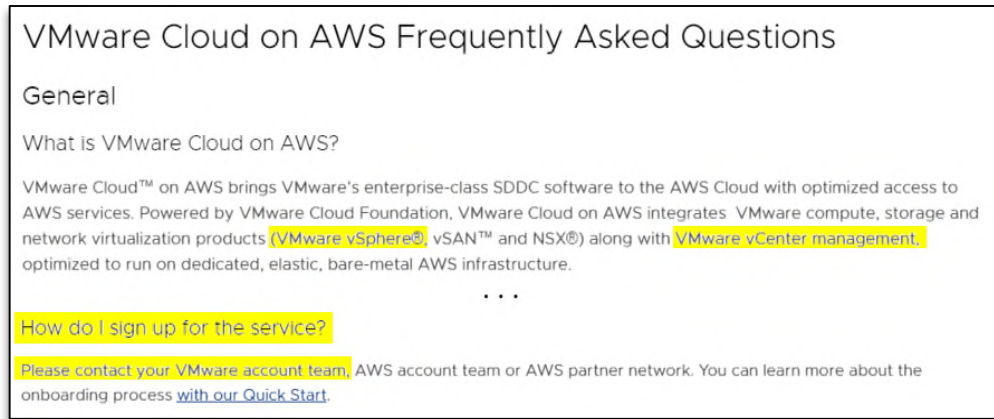 VMware Cloud on AWS Frequently Asked Questions
General
What is VMware Cloud on AWS?
VMware Cloud™ on AWS brings VMware's enterprise-class SDDC software to the AWS Cloud with optimized access to
AWS services. Powered by VMware Cloud Foundation, VMware Cloud on AWS integrates VMware compute, storage and
network virtualization products (VMware vSphere®, vSAN™ and NSX®) along with VMware vCenter management,
optimized to run on dedicated, elastic, bare-metal AWS infrastructure.
. . .
How do I sign up for the service?
Please contact your VMware account team, AWS account team or AWS partner network. You can learn more about the
onboarding process with our Quick Start.